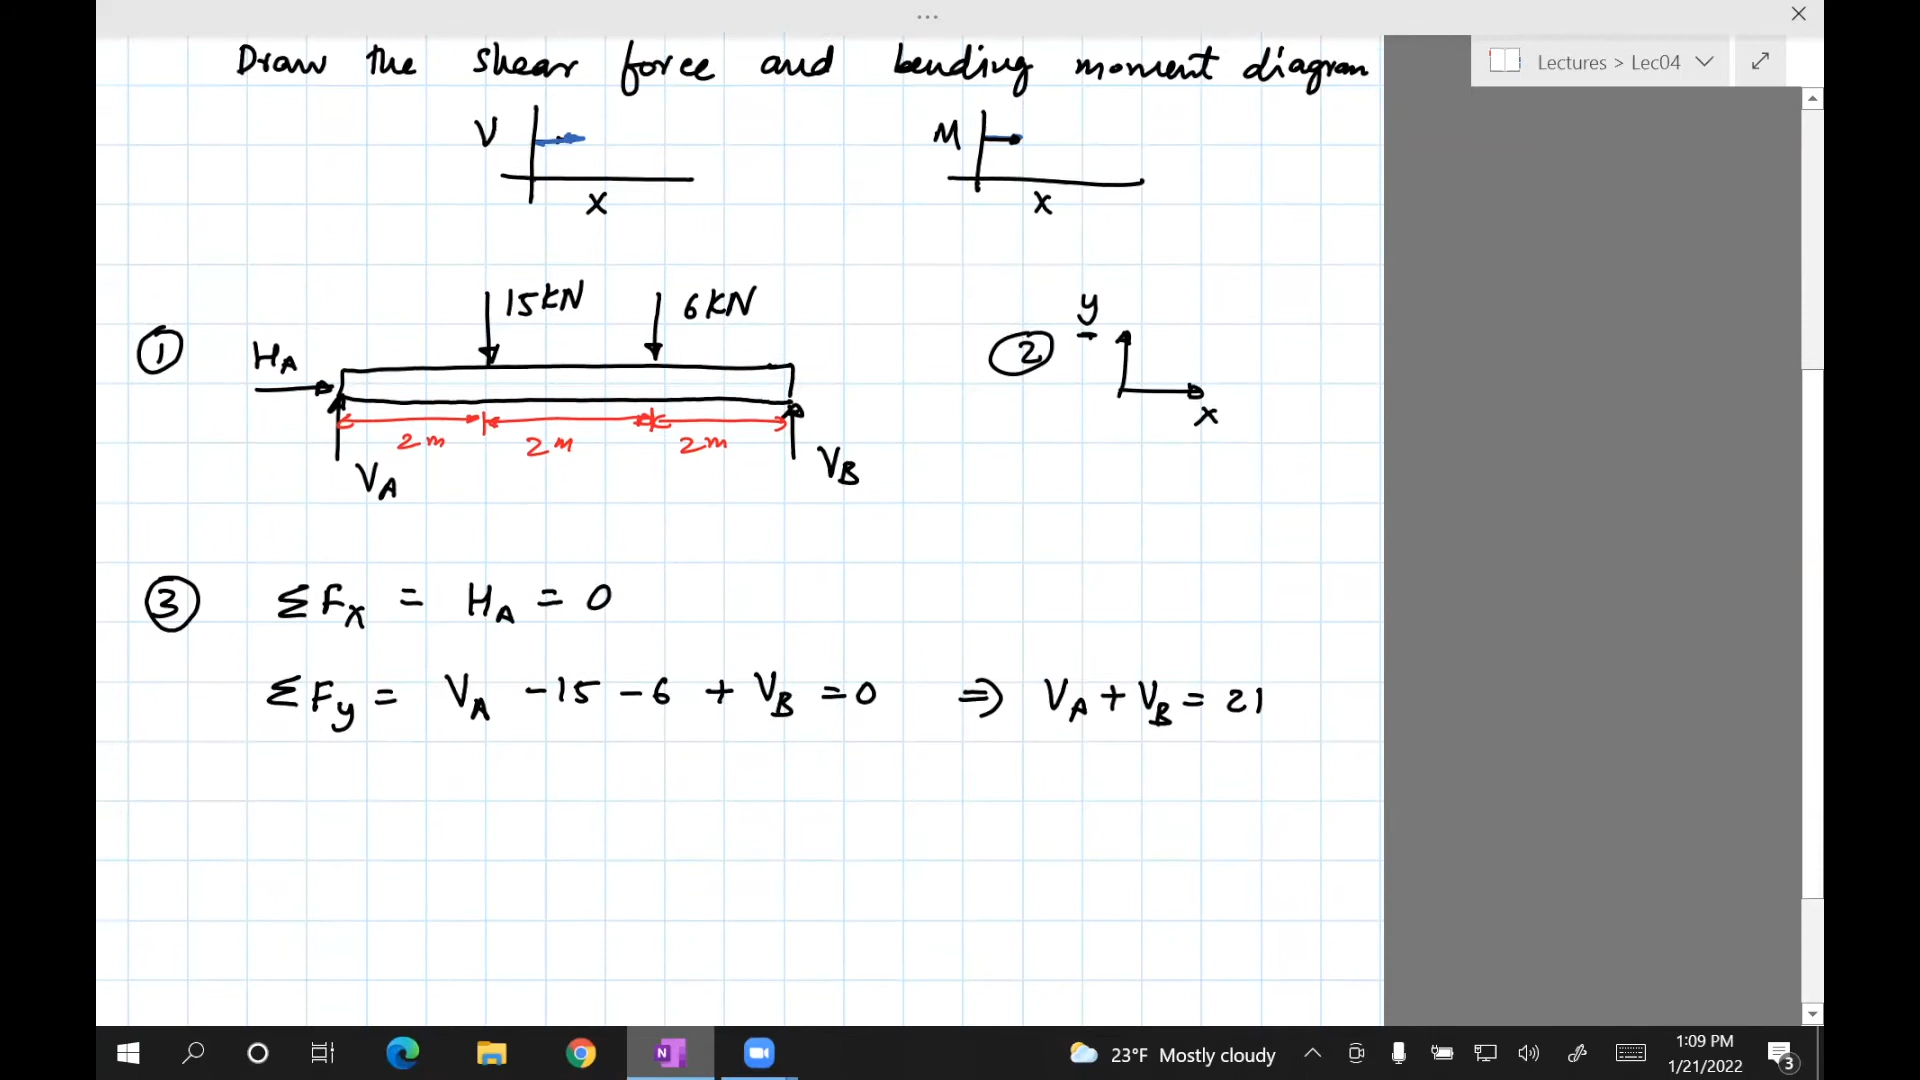 Draw the shear force and bending moment diagram
Lectures > Lec04
V
M
x
x
15KN
6KN
y
1
HA
2
x
2m
2m
2m
VA
VB
3 ΣFx = HA = 0
ΣFy = VA -15 -6 + VB = 0 ⇒ VA + VB = 21
N
23°F Mostly cloudy
1:09 PM
1/21/2022
3